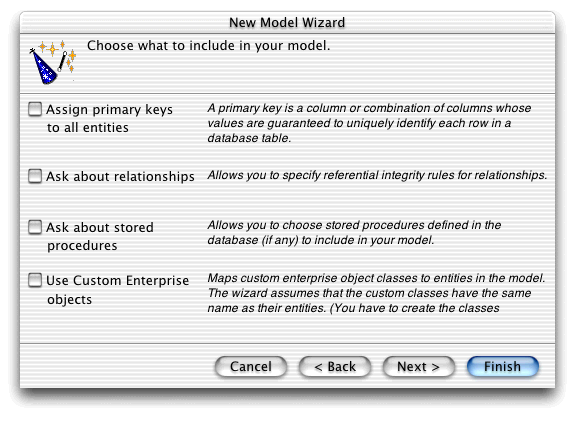 New Model Wizard
Choose what to include in your model.
Assign primary keys
to all entities
A primary key is a column or combination of columns whose
values are guaranteed to uniquely identify each row in a
database table.
Ask about relationships
Allows you to specify referential integrity rules for relationships.
Ask about stored
procedures
Allows you to choose stored procedures defined in the
database (if any) to include in your model.
Use Custom Enterprise
objects
Maps custom enterprise object classes to entities in the model.
The wizard assumes that the custom classes have the same
name as their entities. (You have to create the classes
Cancel
< Back
Next >
Finish